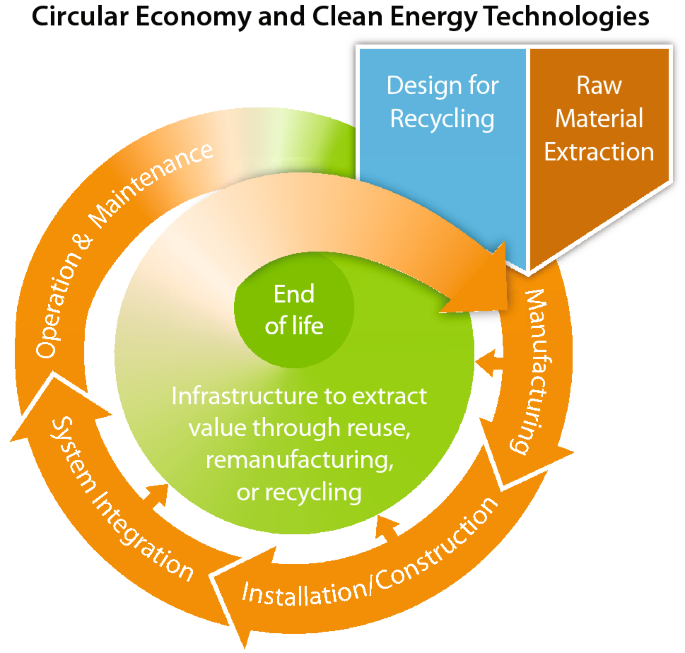 Circular Economy and Clean Energy Technologies
Design for
Recycling
Raw
Material
Extraction
Manufacturing
Installation/Construction
System Integration
Operation & Maintenance
End
of life
Infrastructure to extract
value through reuse,
remanufacturing,
or recycling